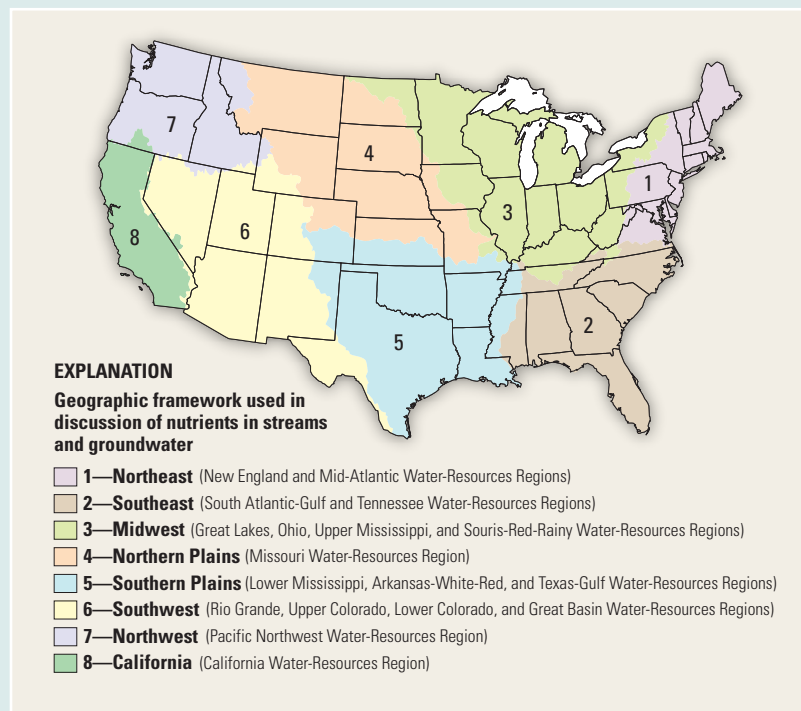 7
4
1
3
6
8
2
5
EXPLANATION
Geographic framework used in
discussion of nutrients in streams
and groundwater
1—Northeast (New England and Mid-Atlantic Water-Resources Regions)
2—Southeast (South Atlantic-Gulf and Tennessee Water-Resources Regions)
3—Midwest (Great Lakes, Ohio, Upper Mississippi, and Souris-Red-Rainy Water-Resources Regions)
4—Northern Plains (Missouri Water-Resources Region)
5—Southern Plains (Lower Mississippi, Arkansas-White-Red, and Texas-Gulf Water-Resources Regions)
6—Southwest (Rio Grande, Upper Colorado, Lower Colorado, and Great Basin Water-Resources Regions)
7—Northwest (Pacific Northwest Water-Resources Region)
8—California (California Water-Resources Region)